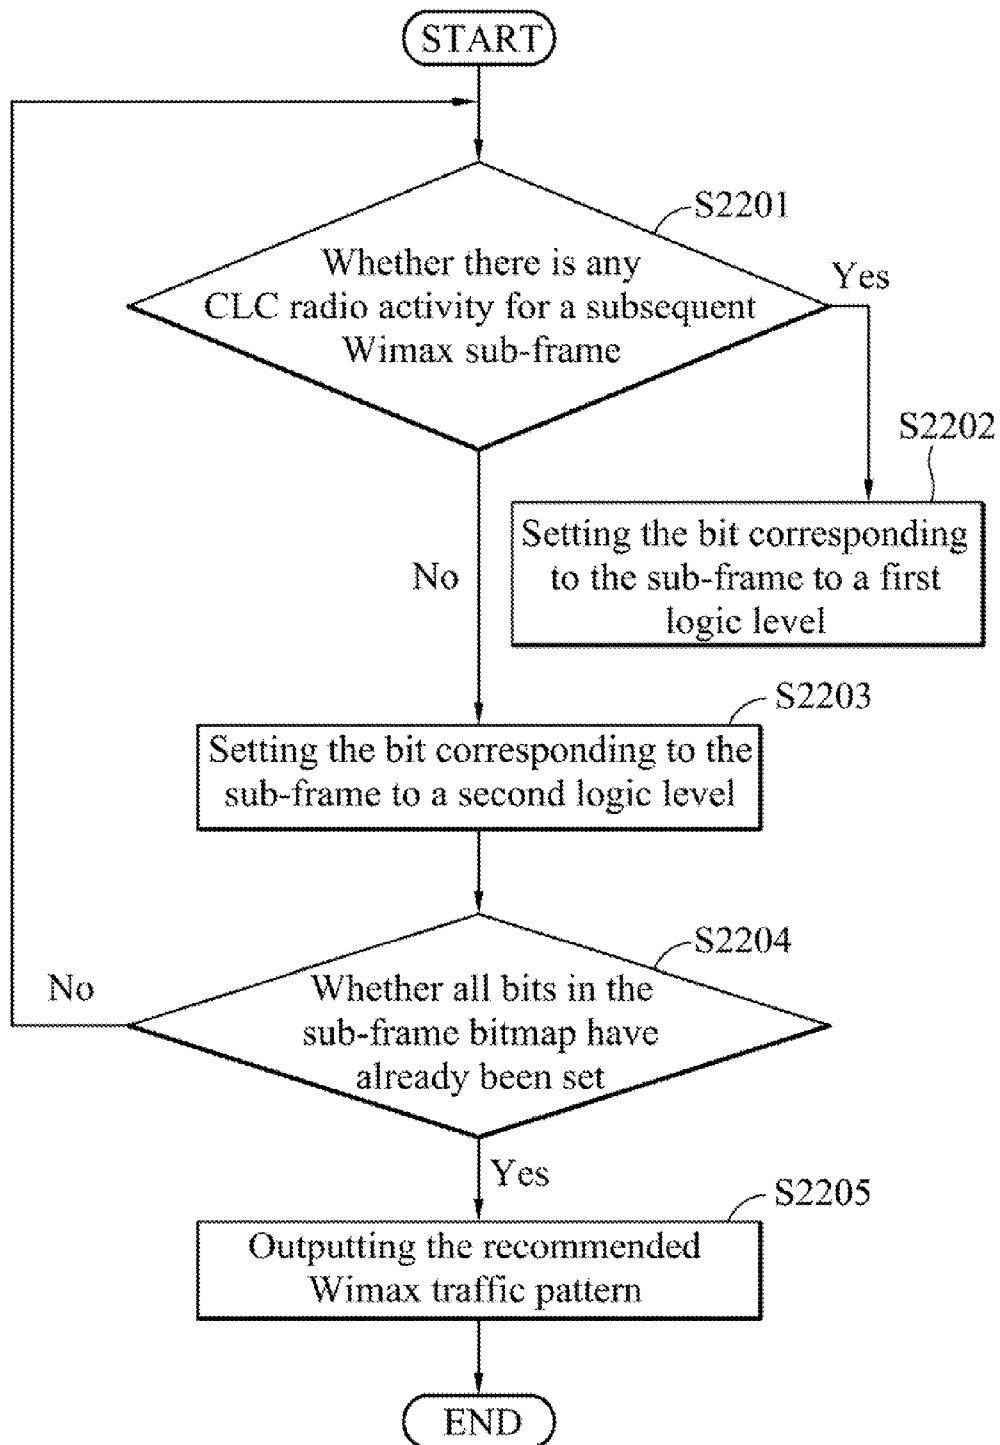 START
S2201
Whether there is any
CLC radio activity for a subsequent
Wimax sub-frame
Yes
S2202
Setting the bit corresponding
to the sub-frame to a first
logic level
No
S2203
Setting the bit corresponding to the
sub-frame to a second logic level
S2204
No
Whether all bits in the
sub-frame bitmap have
already been set
Yes
S2205
Outputting the recommended
Wimax traffic pattern
END